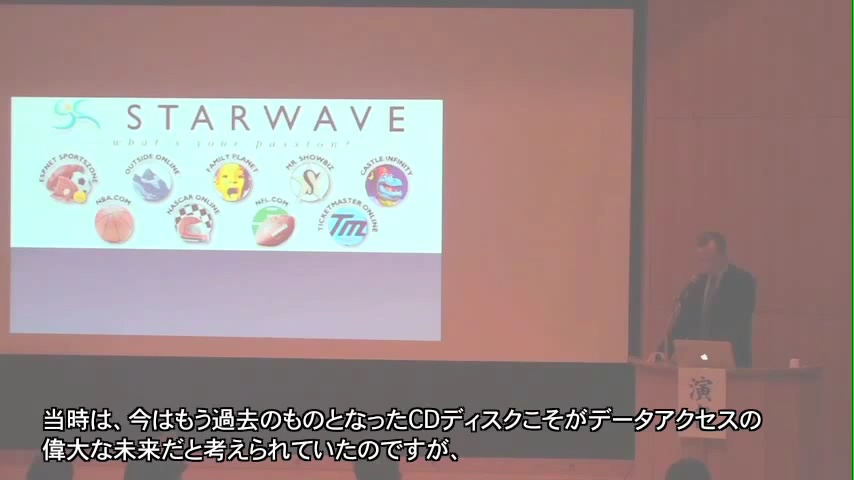 STARWAVE
what's your passion?
ESPNET SPORTSZONE
OUTSIDE ONLINE
FAMILY PLANET
MR. SHOWBIZ
CASTLE INFINITY
NBA.COM
NASCAR ONLINE
NFL.COM
TICKETMASTER ONLINE
Tm
演
当時は、今はもう過去のものとなったCDディスクこそがデータアクセスの
偉大な未来だと考えられていたのですが、